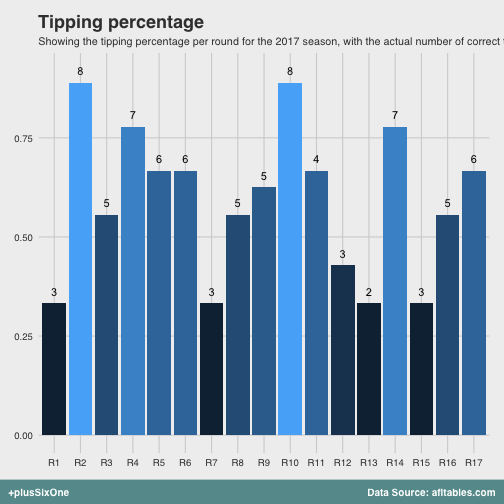 Tipping percentage
Showing the tipping percentage per round for the 2017 season, with the actual number of correct
8 8
7 7
6 6 6
5 5 5 5
4
3 3 3 3
2
0.75
0.50
0.25
0.00
R1 R2 R3 R4 R5 R6 R7 R8 R9 R10 R11 R12 R13 R14 R15 R16 R17
+plusSixOne Data Source: afltables.com